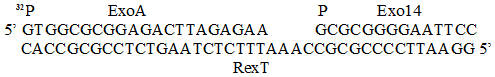 ³²P ExoA P Exo14
5’ GTGGCGCGGAGACTTAGAGAA GCGCGGGGAATTCC
CACCGCGCCTCTGAATCTCTTTAAACCGCGCCCCTTAAGG 5’
RexT